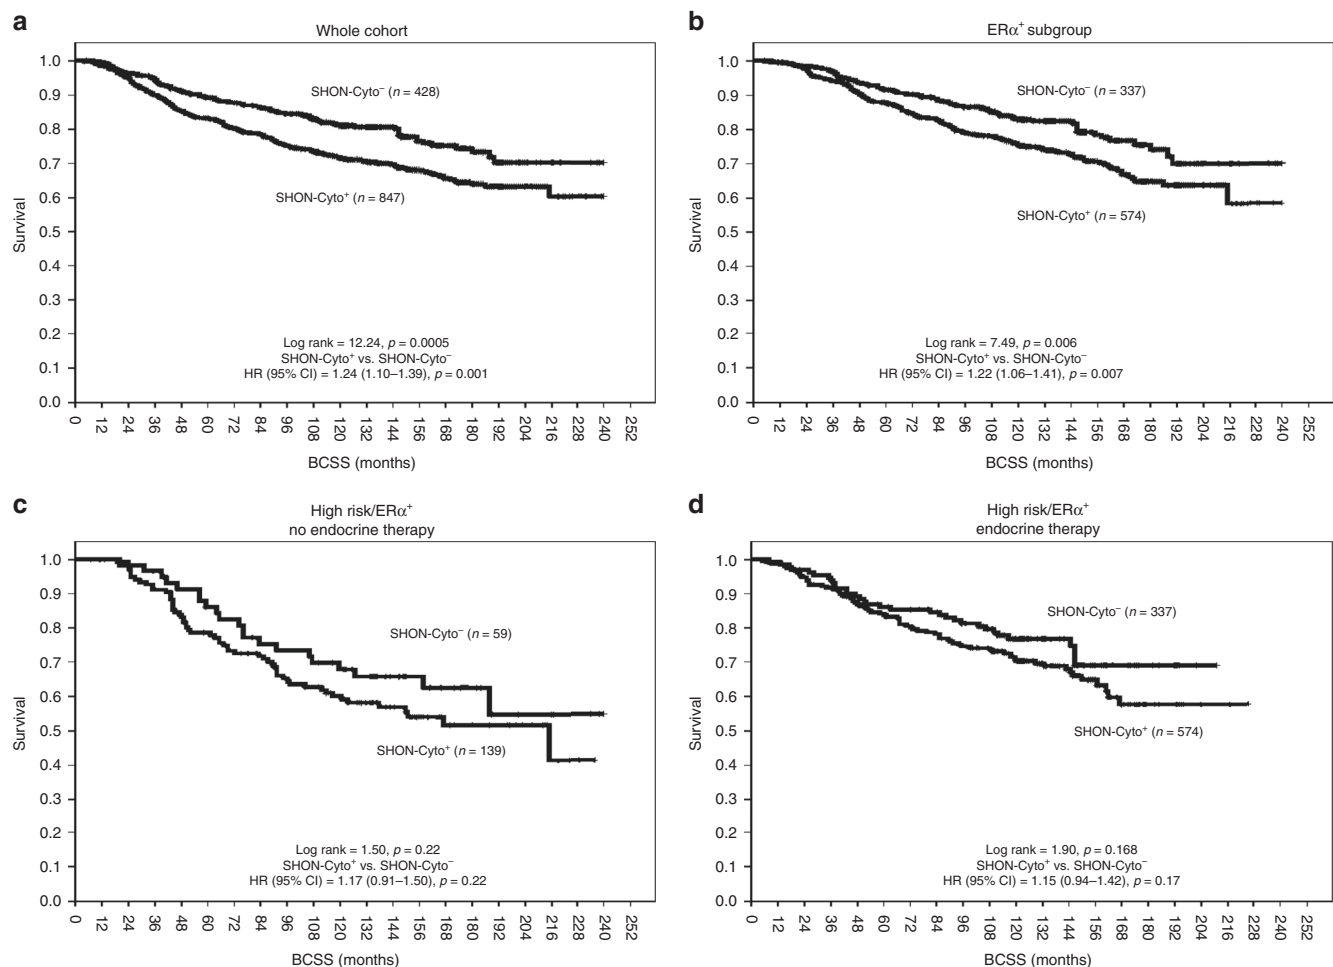 a
Whole cohort
1.0
0.9
0.8
0.7
0.6
0.5
0.4
0.3
0.2
0.1
0.0
Survival
SHON-Cyto⁻ (n = 428)
SHON-Cyto⁺ (n = 847)
Log rank = 12.24, p = 0.0005
SHON-Cyto⁺ vs. SHON-Cyto⁻
HR (95% CI) = 1.24 (1.10–1.39), p = 0.001
0 12 24 36 48 60 72 84 96 108 120 132 144 156 168 180 192 204 216 228 240 252
BCSS (months)
b
ERα⁺ subgroup
1.0
0.9
0.8
0.7
0.6
0.5
0.4
0.3
0.2
0.1
0.0
Survival
SHON-Cyto⁻ (n = 337)
SHON-Cyto⁺ (n = 574)
Log rank = 7.49, p = 0.006
SHON-Cyto⁺ vs. SHON-Cyto⁻
HR (95% CI) = 1.22 (1.06–1.41), p = 0.007
0 12 24 36 48 60 72 84 96 108 120 132 144 156 168 180 192 204 216 228 240 252
BCSS (months)
c
High risk/ERα⁺
no endocrine therapy
1.0
0.9
0.8
0.7
0.6
0.5
0.4
0.3
0.2
0.1
0.0
Survival
SHON-Cyto⁻ (n = 59)
SHON-Cyto⁺ (n = 139)
Log rank = 1.50, p = 0.22
SHON-Cyto⁺ vs. SHON-Cyto⁻
HR (95% CI) = 1.17 (0.91–1.50), p = 0.22
0 12 24 36 48 60 72 84 96 108 120 132 144 156 168 180 192 204 216 228 240 252
BCSS (months)
d
High risk/ERα⁺
endocrine therapy
1.0
0.9
0.8
0.7
0.6
0.5
0.4
0.3
0.2
0.1
0.0
Survival
SHON-Cyto⁻ (n = 337)
SHON-Cyto⁺ (n = 574)
Log rank = 1.90, p = 0.168
SHON-Cyto⁺ vs. SHON-Cyto⁻
HR (95% CI) = 1.15 (0.94–1.42), p = 0.17
0 12 24 36 48 60 72 84 96 108 120 132 144 156 168 180 192 204 216 228 240 252
BCSS (months)